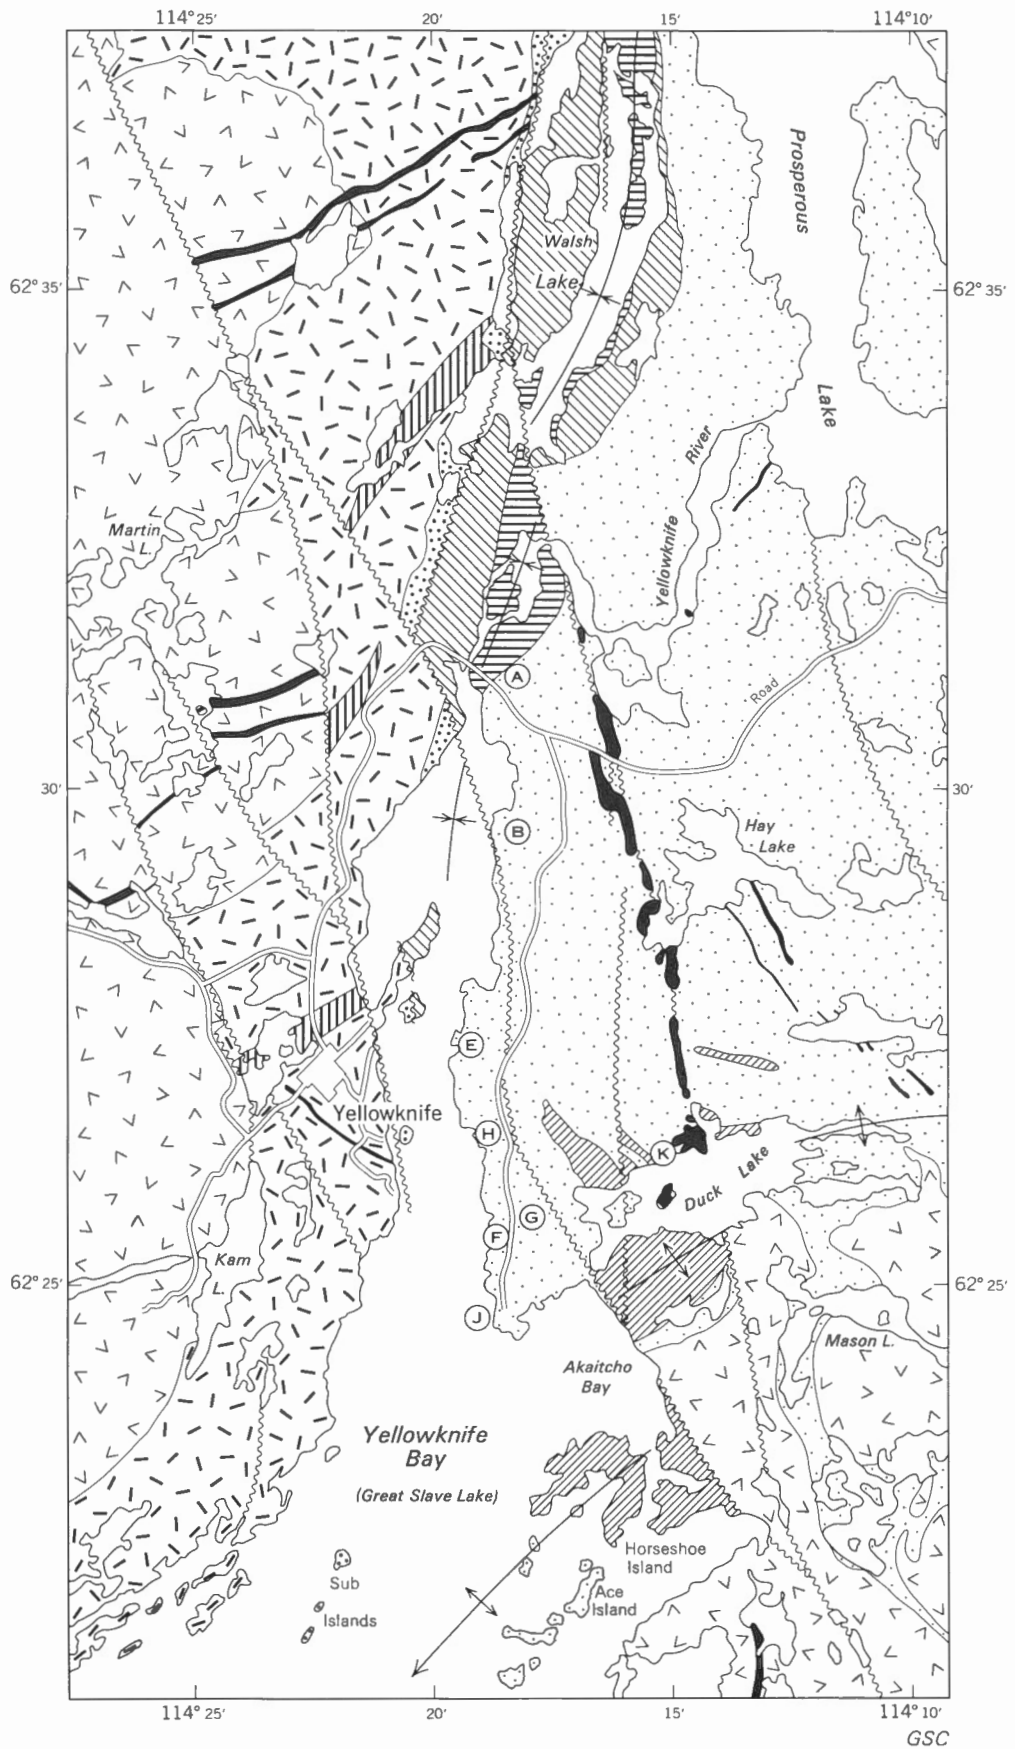 114° 25′
20′
15′
114° 10′
Prosperous
Walsh
Lake
62° 35′
62° 35′
Lake
River
Martin
L.
Yellowknife
A
Road
30′
30′
B
Hay
Lake
E
Yellowknife
H
K
Duck Lake
G
F
Kam
L.
62° 25′
62° 25′
J
Mason L.
Akaitcho
Bay
Yellowknife
Bay
(Great Slave Lake)
Horseshoe
Island
Sub
Islands
Ace
Island
114° 25′
20′
15′
114° 10′
GSC